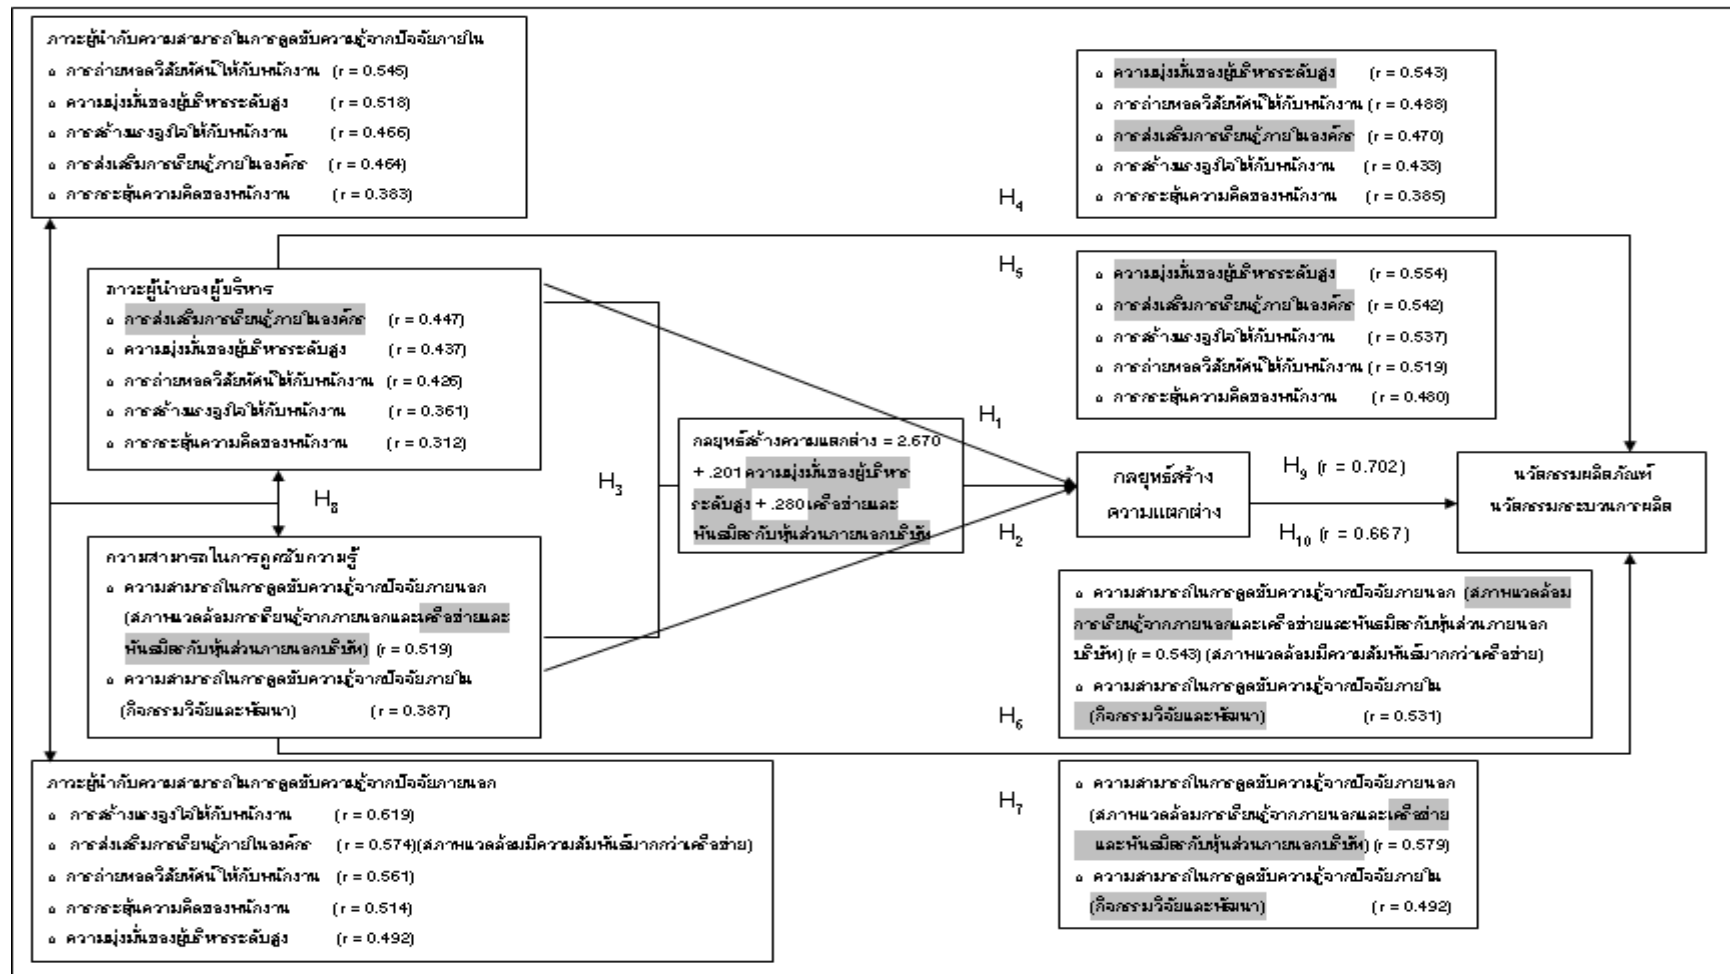 ภาวะผู้นำกับความสามารถในการดูดซับความรู้จากปัจจัยภายใน
การถ่ายทอดวิสัยทัศน์ให้กับพนักงาน (r = 0.545)
ความมุ่งมั่นของผู้บริหารระดับสูง (r = 0.518)
การสร้างแรงจูงใจให้กับพนักงาน (r = 0.466)
การส่งเสริมการเรียนรู้ภายในองค์กร (r = 0.464)
การกระตุ้นความคิดของพนักงาน (r = 0.383)
H4
ความมุ่งมั่นของผู้บริหารระดับสูง (r = 0.543)
การถ่ายทอดวิสัยทัศน์ให้กับพนักงาน (r = 0.488)
การส่งเสริมการเรียนรู้ภายในองค์กร (r = 0.470)
การสร้างแรงจูงใจให้กับพนักงาน (r = 0.433)
การกระตุ้นความคิดของพนักงาน (r = 0.385)
ภาวะผู้นำของผู้บริหาร
การส่งเสริมการเรียนรู้ภายในองค์กร (r = 0.447)
ความมุ่งมั่นของผู้บริหารระดับสูง (r = 0.437)
การถ่ายทอดวิสัยทัศน์ให้กับพนักงาน (r = 0.426)
การสร้างแรงจูงใจให้กับพนักงาน (r = 0.361)
การกระตุ้นความคิดของพนักงาน (r = 0.312)
H5
ความมุ่งมั่นของผู้บริหารระดับสูง (r = 0.554)
การส่งเสริมการเรียนรู้ภายในองค์กร (r = 0.542)
การสร้างแรงจูงใจให้กับพนักงาน (r = 0.537)
การถ่ายทอดวิสัยทัศน์ให้กับพนักงาน (r = 0.519)
การกระตุ้นความคิดของพนักงาน (r = 0.480)
H8
H3
กลยุทธ์สร้างความแตกต่าง = 2.670
+ .201 ความมุ่งมั่นของผู้บริหาร
ระดับสูง + .280 เครือข่ายและ
พันธมิตรกับหุ้นส่วนภายนอกบริษัท
H1
H2
กลยุทธ์สร้าง
ความแตกต่าง
H9 (r = 0.702)
H10 (r = 0.667)
นวัตกรรมผลิตภัณฑ์
นวัตกรรมกระบวนการผลิต
ความสามารถในการดูดซับความรู้
ความสามารถในการดูดซับความรู้จากปัจจัยภายนอก
(สภาพแวดล้อมการเรียนรู้จากภายนอกและเครือข่ายและ
พันธมิตรกับหุ้นส่วนภายนอกบริษัท) (r = 0.519)
ความสามารถในการดูดซับความรู้จากปัจจัยภายใน
(กิจกรรมวิจัยและพัฒนา) (r = 0.387)
H6
ความสามารถในการดูดซับความรู้จากปัจจัยภายนอก (สภาพแวดล้อม
การเรียนรู้จากภายนอกและเครือข่ายและพันธมิตรกับหุ้นส่วนภายนอก
บริษัท) (r = 0.543) (สภาพแวดล้อมมีความสัมพันธ์มากกว่าเครือข่าย)
ความสามารถในการดูดซับความรู้จากปัจจัยภายใน
(กิจกรรมวิจัยและพัฒนา) (r = 0.531)
ภาวะผู้นำกับความสามารถในการดูดซับความรู้จากปัจจัยภายนอก
การสร้างแรงจูงใจให้กับพนักงาน (r = 0.619)
การส่งเสริมการเรียนรู้ภายในองค์กร (r = 0.574)(สภาพแวดล้อมมีความสัมพันธ์มากกว่าเครือข่าย)
การถ่ายทอดวิสัยทัศน์ให้กับพนักงาน (r = 0.561)
การกระตุ้นความคิดของพนักงาน (r = 0.514)
ความมุ่งมั่นของผู้บริหารระดับสูง (r = 0.492)
H7
ความสามารถในการดูดซับความรู้จากปัจจัยภายนอก
(สภาพแวดล้อมการเรียนรู้จากภายนอกและเครือข่าย
และพันธมิตรกับหุ้นส่วนภายนอกบริษัท) (r = 0.579)
ความสามารถในการดูดซับความรู้จากปัจจัยภายใน
(กิจกรรมวิจัยและพัฒนา) (r = 0.492)